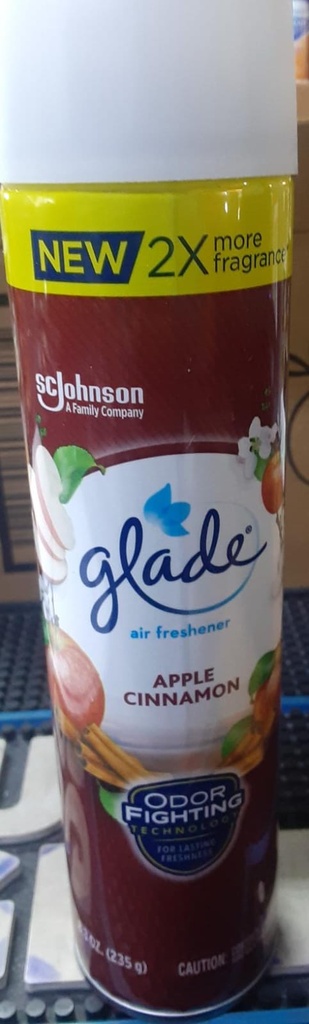 NEW 2X more
fragrance
scJohnson
A Family Company
glade®
air freshener
APPLE
CINNAMON
ODOR
FIGHTING
TECHNOLOGY
FOR LASTING
FRESHNESS
OZ. (235 g)
CAUTION: